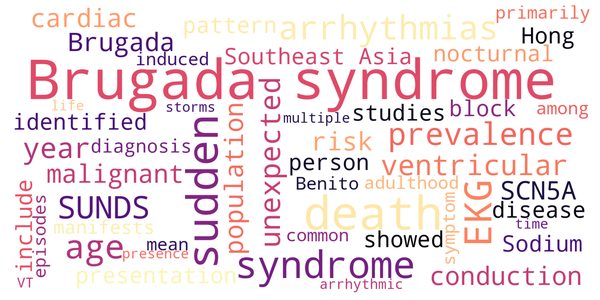 cardiac pattern arrhythmias primarily
Brugada induced Southeast Asia nocturnal Hong
Brugada syndrome
life storms multiple studies block among
identified sudden population unexpected risk prevalence
year diagnosis person ventricular
malignant Benito adulthood SCN5A
include SUNDS death EKG disease
episodes manifests age mean common showed symptom time Sodium
presentation presence syndrome conduction
VT arrhythmic